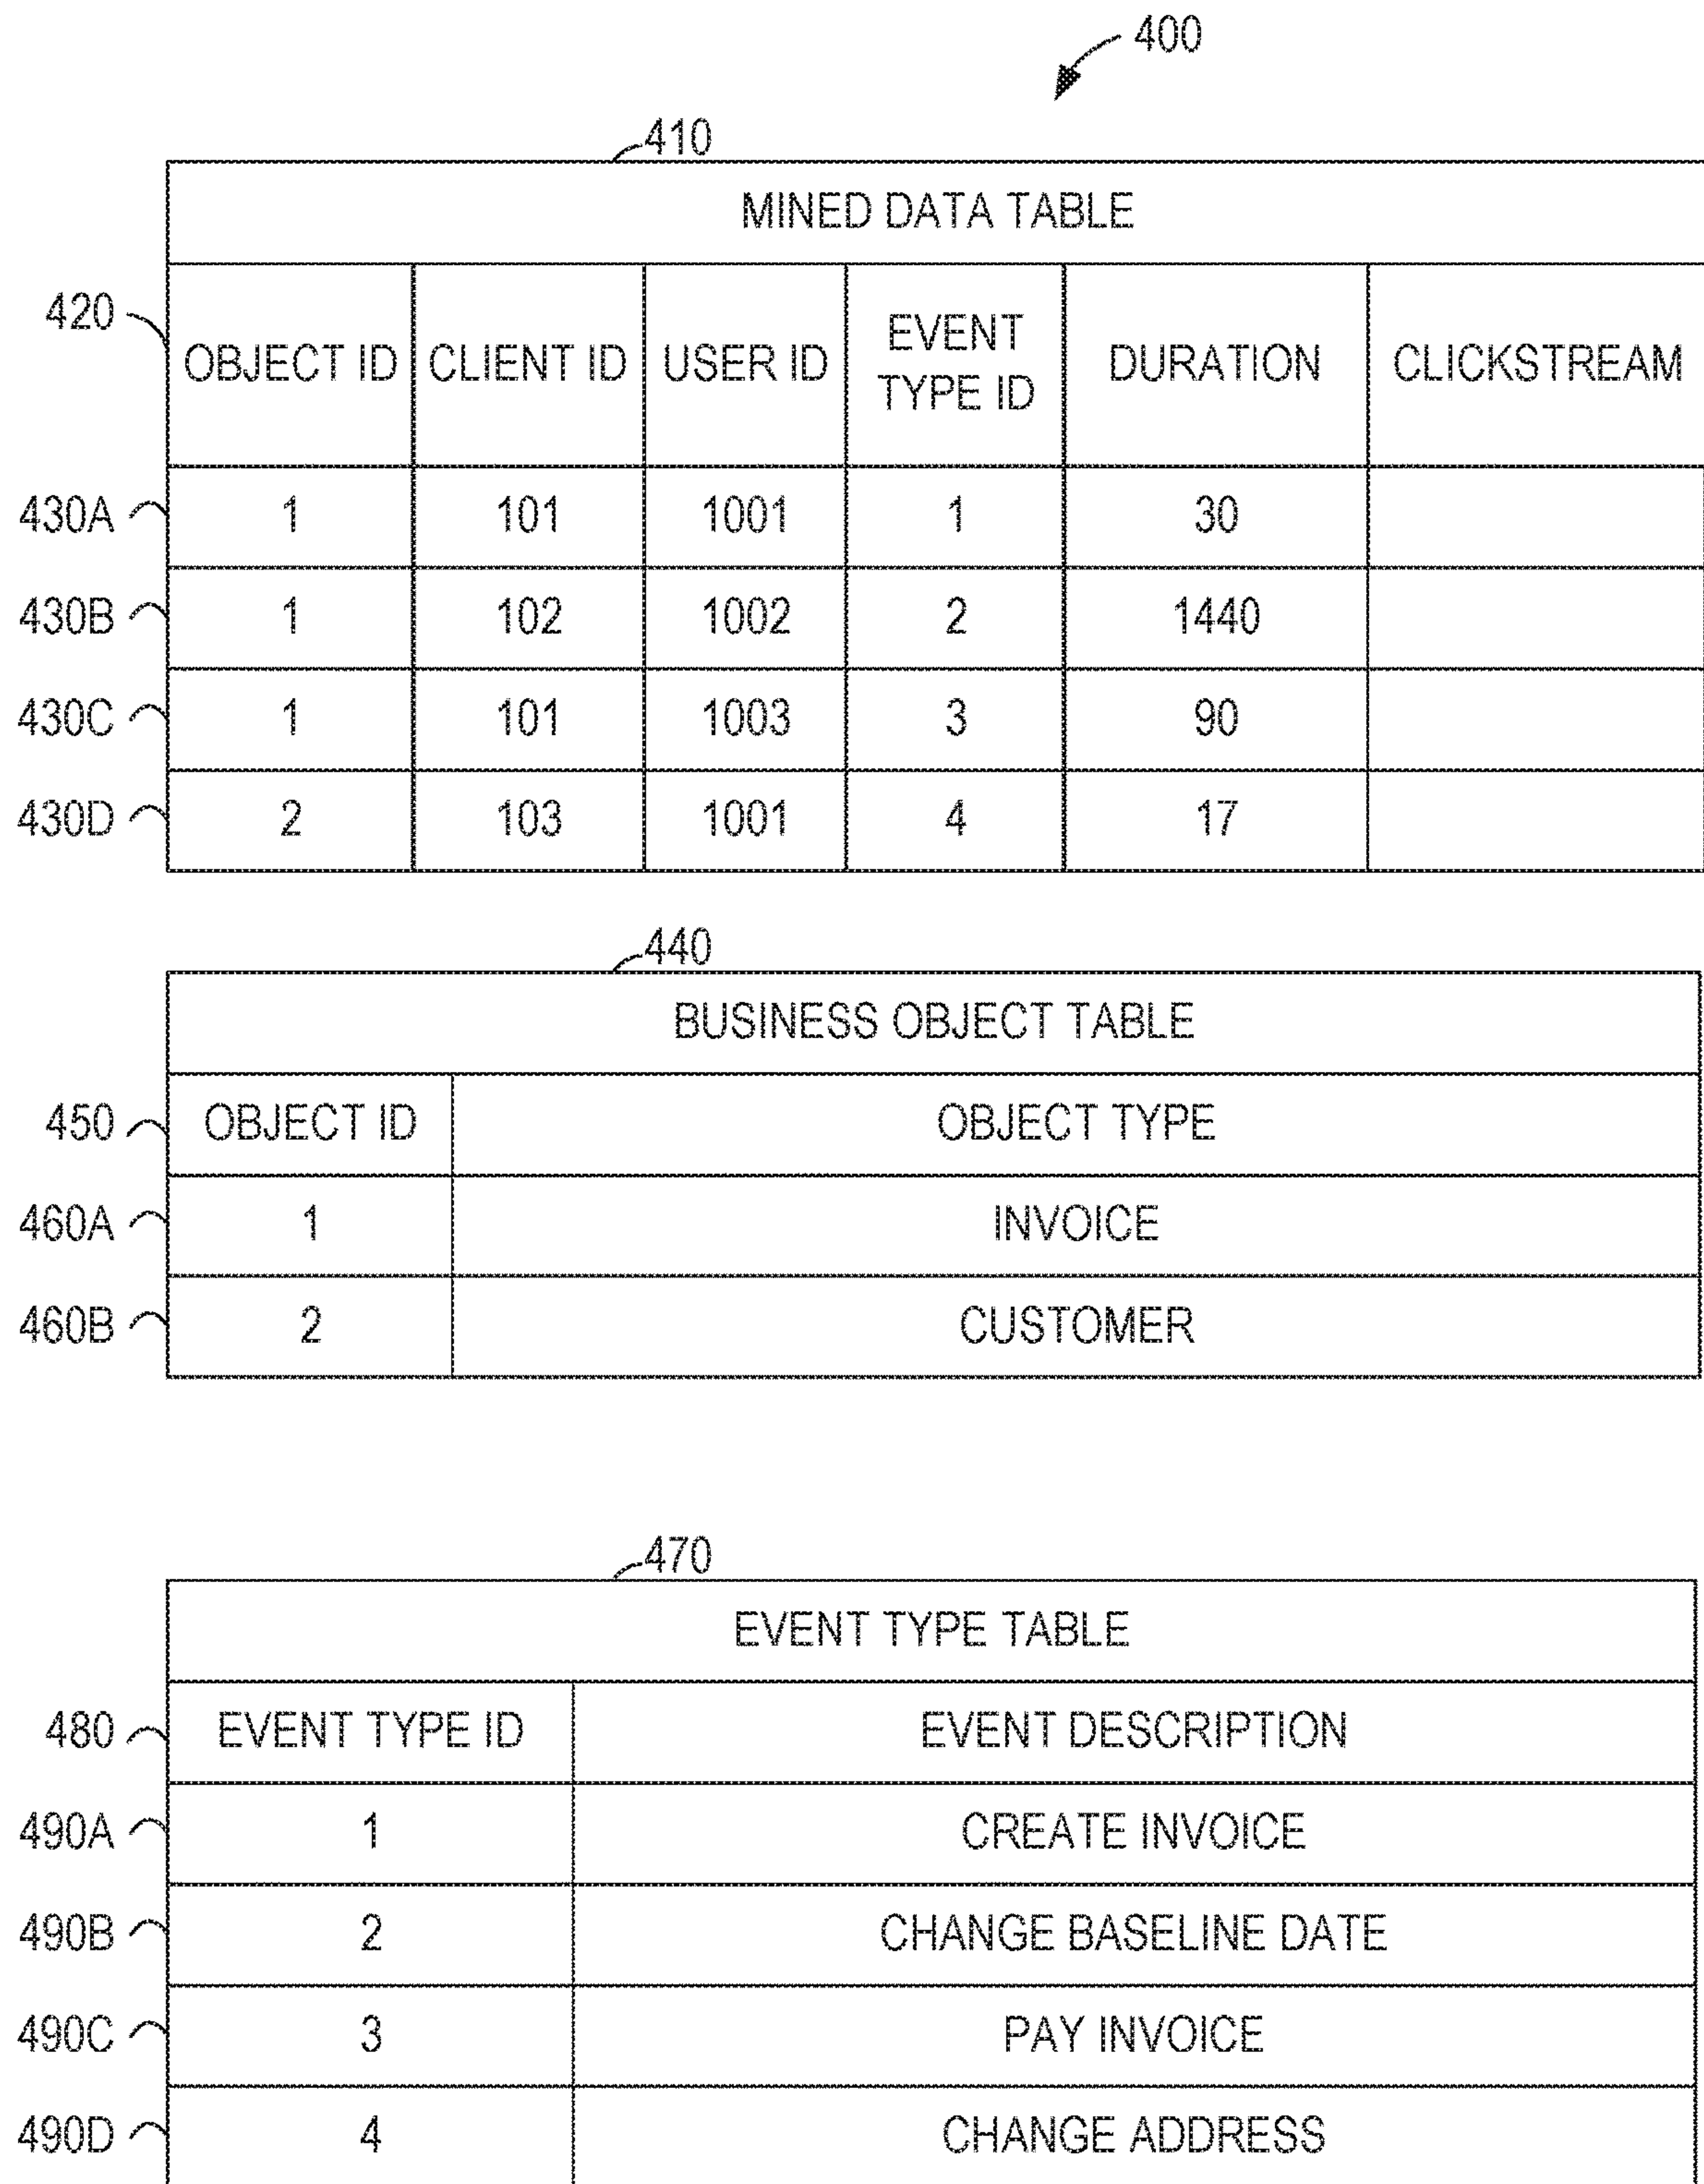 400
410
MINED DATA TABLE
420
OBJECT ID CLIENT ID USER ID EVENT TYPE ID DURATION CLICKSTREAM
430A 1 101 1001 1 30
430B 1 102 1002 2 1440
430C 1 101 1003 3 90
430D 2 103 1001 4 17
440
BUSINESS OBJECT TABLE
450 OBJECT ID OBJECT TYPE
460A 1 INVOICE
460B 2 CUSTOMER
470
EVENT TYPE TABLE
480 EVENT TYPE ID EVENT DESCRIPTION
490A 1 CREATE INVOICE
490B 2 CHANGE BASELINE DATE
490C 3 PAY INVOICE
490D 4 CHANGE ADDRESS